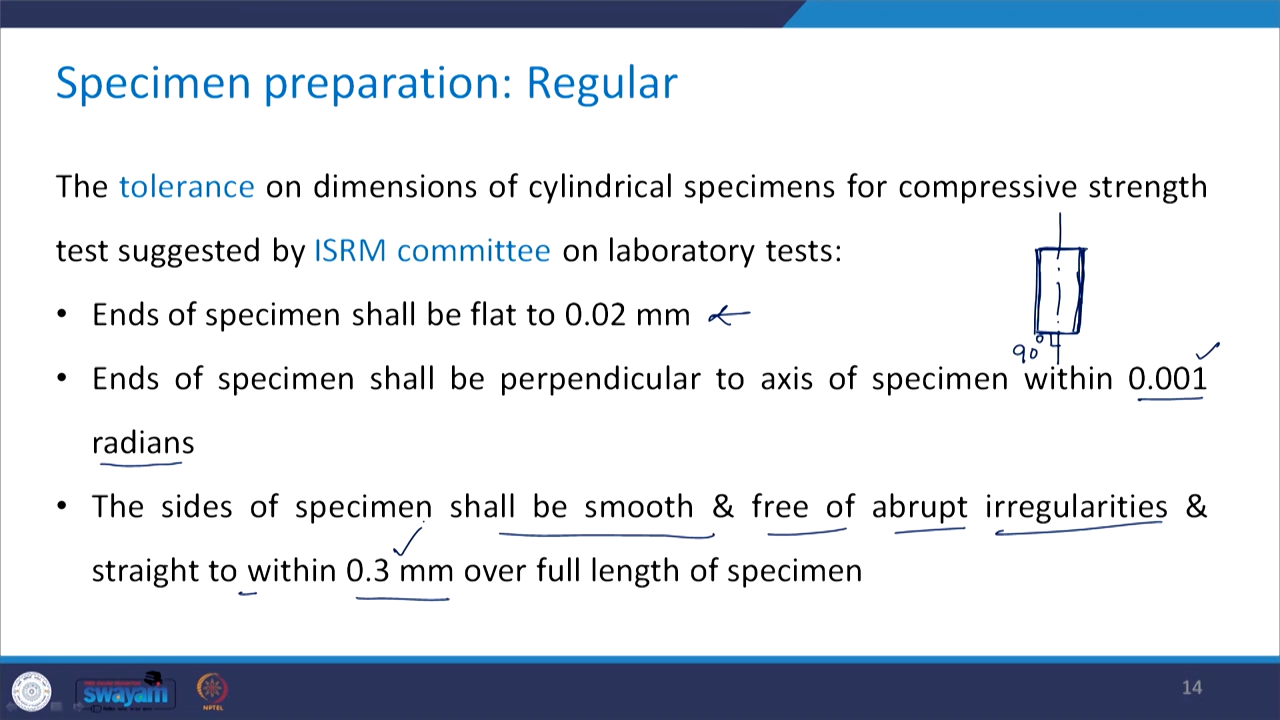 Specimen preparation: Regular
The tolerance on dimensions of cylindrical specimens for compressive strength
test suggested by ISRM committee on laboratory tests:
• Ends of specimen shall be flat to 0.02 mm
90°
• Ends of specimen shall be perpendicular to axis of specimen within 0.001
radians
• The sides of specimen shall be smooth & free of abrupt irregularities &
straight to within 0.3 mm over full length of specimen
swayam
NPTEL
14